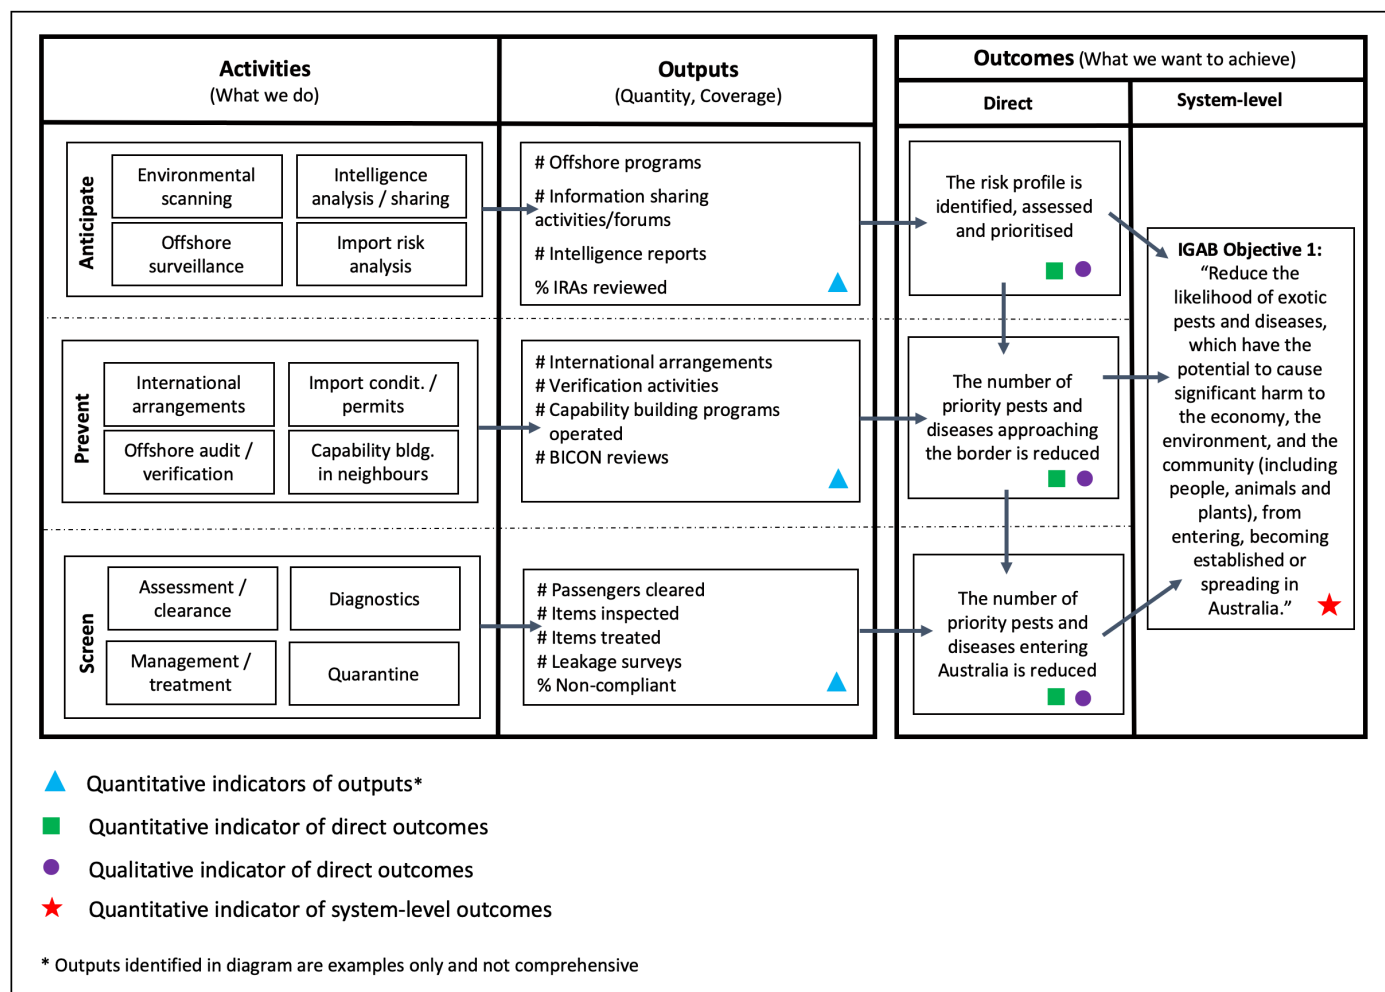 Activities
(What we do)
Outputs
(Quantity, Coverage)
Outcomes (What we want to achieve)
Direct
System-level
Anticipate
Environmental
scanning
Intelligence
analysis / sharing
Offshore
surveillance
Import risk
analysis
# Offshore programs
# Information sharing
activities/forums
# Intelligence reports
% IRAs reviewed
The risk profile is
identified, assessed
and prioritised
Prevent
International
arrangements
Import condit. /
permits
Offshore audit /
verification
Capability bldg.
in neighbours
# International arrangements
# Verification activities
# Capability building programs
operated
# BICON reviews
The number of
priority pests and
diseases approaching
the border is reduced
Screen
Assessment /
clearance
Diagnostics
Management /
treatment
Quarantine
# Passengers cleared
# Items inspected
# Items treated
# Leakage surveys
% Non-compliant
The number of
priority pests and
diseases entering
Australia is reduced
IGAB Objective 1:
“Reduce the
likelihood of exotic
pests and diseases,
which have the
potential to cause
significant harm to
the economy, the
environment, and the
community (including
people, animals and
plants), from
entering, becoming
established or
spreading in
Australia.”
Quantitative indicators of outputs*
Quantitative indicator of direct outcomes
Qualitative indicator of direct outcomes
Quantitative indicator of system-level outcomes
* Outputs identified in diagram are examples only and not comprehensive